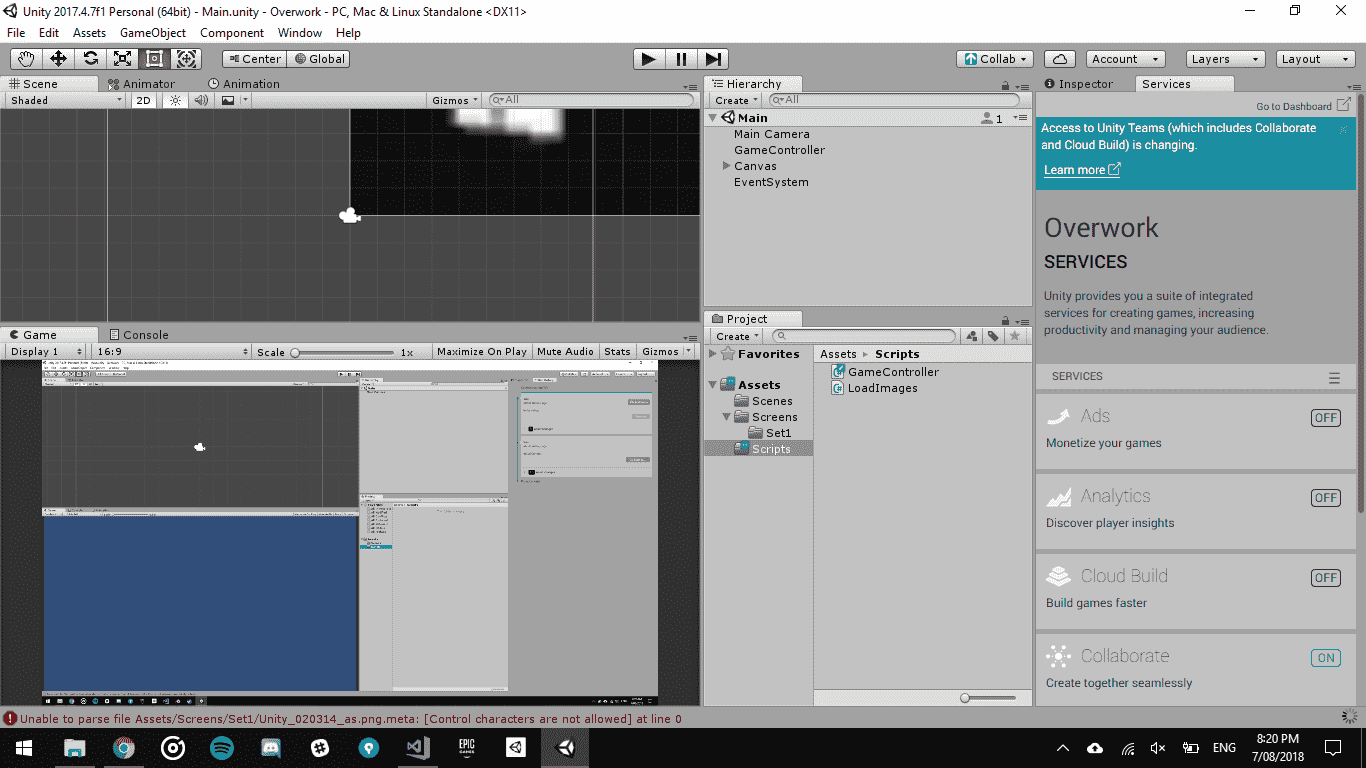 Unity 2017.4.7f1 Personal (64bit) - Main.unity - Overwork - PC, Mac & Linux Standalone <DX11>
File Edit Assets GameObject Component Window Help
Center Global Collab Account Layers Layout
Scene Animator Animation
Shaded 2D Gizmos All
Hierarchy
Create All
Main 1
Main Camera
GameController
Canvas
EventSystem
Inspector Services
Go to Dashboard
Access to Unity Teams (which includes Collaborate
and Cloud Build) is changing.
Learn more
Overwork
SERVICES
Unity provides you a suite of integrated
services for creating games, increasing
productivity and managing your audience.
SERVICES
Ads OFF
Monetize your games
Analytics OFF
Discover player insights
Cloud Build OFF
Build games faster
Collaborate ON
Create together seamlessly
Game Console
Display 1 16:9 Scale 1x Maximize On Play Mute Audio Stats Gizmos
Project
Create
Favorites
Assets
Scenes
Screens
Set1
Scripts
Assets Scripts
GameController
LoadImages
Unable to parse file Assets/Screens/Set1/Unity_020314_as.png.meta: [Control characters are not allowed] at line 0
EPIC
GAMES
ENG
8:20 PM
7/08/2018